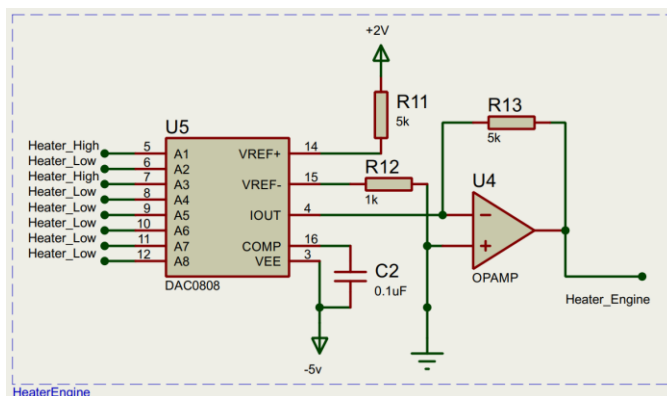 +2V
R11
5k
R13
5k
U5
Heater_High 5 A1 VREF+ 14
Heater_Low 6 A2
Heater_High 7 A3 VREF- 15
R12
1k
Heater_Low 8 A4
Heater_Low 9 A5 IOUT 4
Heater_Low 10 A6
Heater_Low 11 A7 COMP 16
Heater_Low 12 A8 VEE 3
DAC0808
U4
OPAMP
C2
0.1uF
Heater_Engine
-5v
HeaterEngine